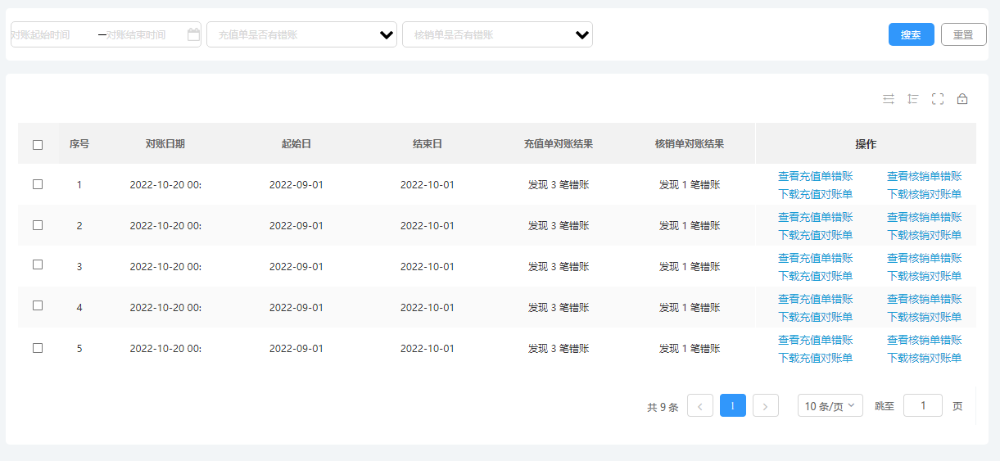 对账起始时间 — 对账结束时间 充值单是否有错账 核销单是否有错账 搜索 重置
序号 对账日期 起始日 结束日 充值单对账结果 核销单对账结果 操作
1 2022-10-20 00: 2022-09-01 2022-10-01 发现 3 笔错账 发现 1 笔错账 查看充值单错账 查看核销单错账
下载充值对账单 下载核销对账单
2 2022-10-20 00: 2022-09-01 2022-10-01 发现 3 笔错账 发现 1 笔错账 查看充值单错账 查看核销单错账
下载充值对账单 下载核销对账单
3 2022-10-20 00: 2022-09-01 2022-10-01 发现 3 笔错账 发现 1 笔错账 查看充值单错账 查看核销单错账
下载充值对账单 下载核销对账单
4 2022-10-20 00: 2022-09-01 2022-10-01 发现 3 笔错账 发现 1 笔错账 查看充值单错账 查看核销单错账
下载充值对账单 下载核销对账单
5 2022-10-20 00: 2022-09-01 2022-10-01 发现 3 笔错账 发现 1 笔错账 查看充值单错账 查看核销单错账
下载充值对账单 下载核销对账单
共 9 条 < 1 > 10 条/页 跳至 1 页